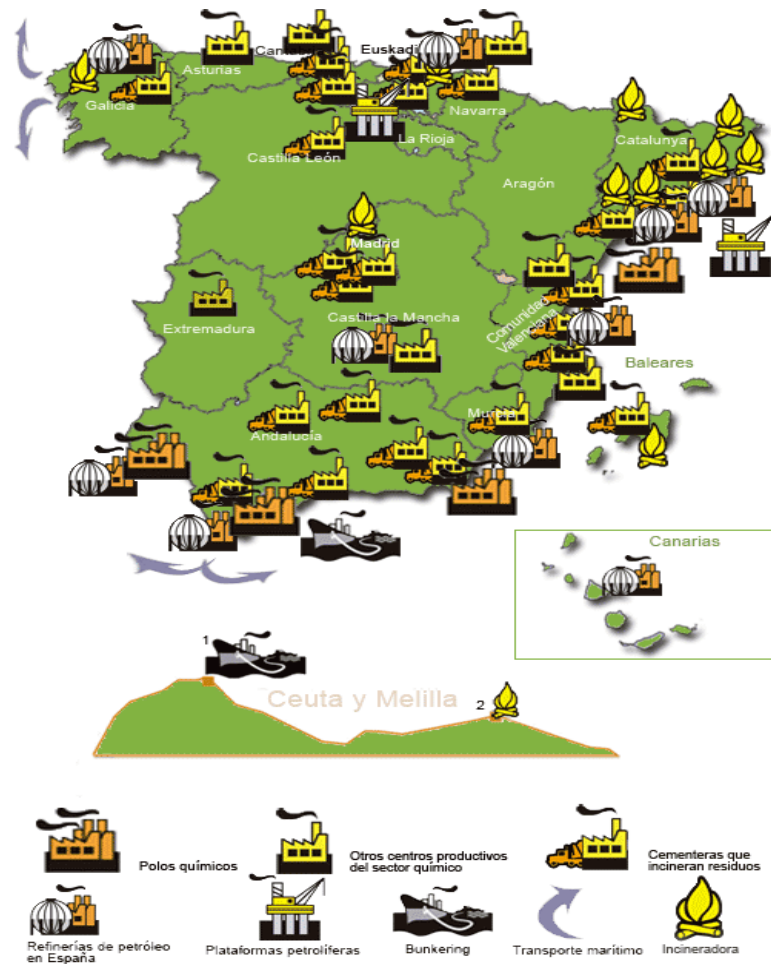 Cantabria
Euskadi
Asturias
Galicia
Navarra
La Rioja
Catalunya
Castilla León
Aragón
Madrid
Extremadura
Castilla la Mancha
Comunidad
Valenciana
Baleares
Murcia
Andalucía
Canarias
1
Ceuta y Melilla
2
Polos químicos
Otros centros productivos
del sector químico
Cementeras que
incineran residuos
Refinerías de petróleo
en España
Plataformas petrolíferas
Bunkering
Transporte marítimo
Incineradora